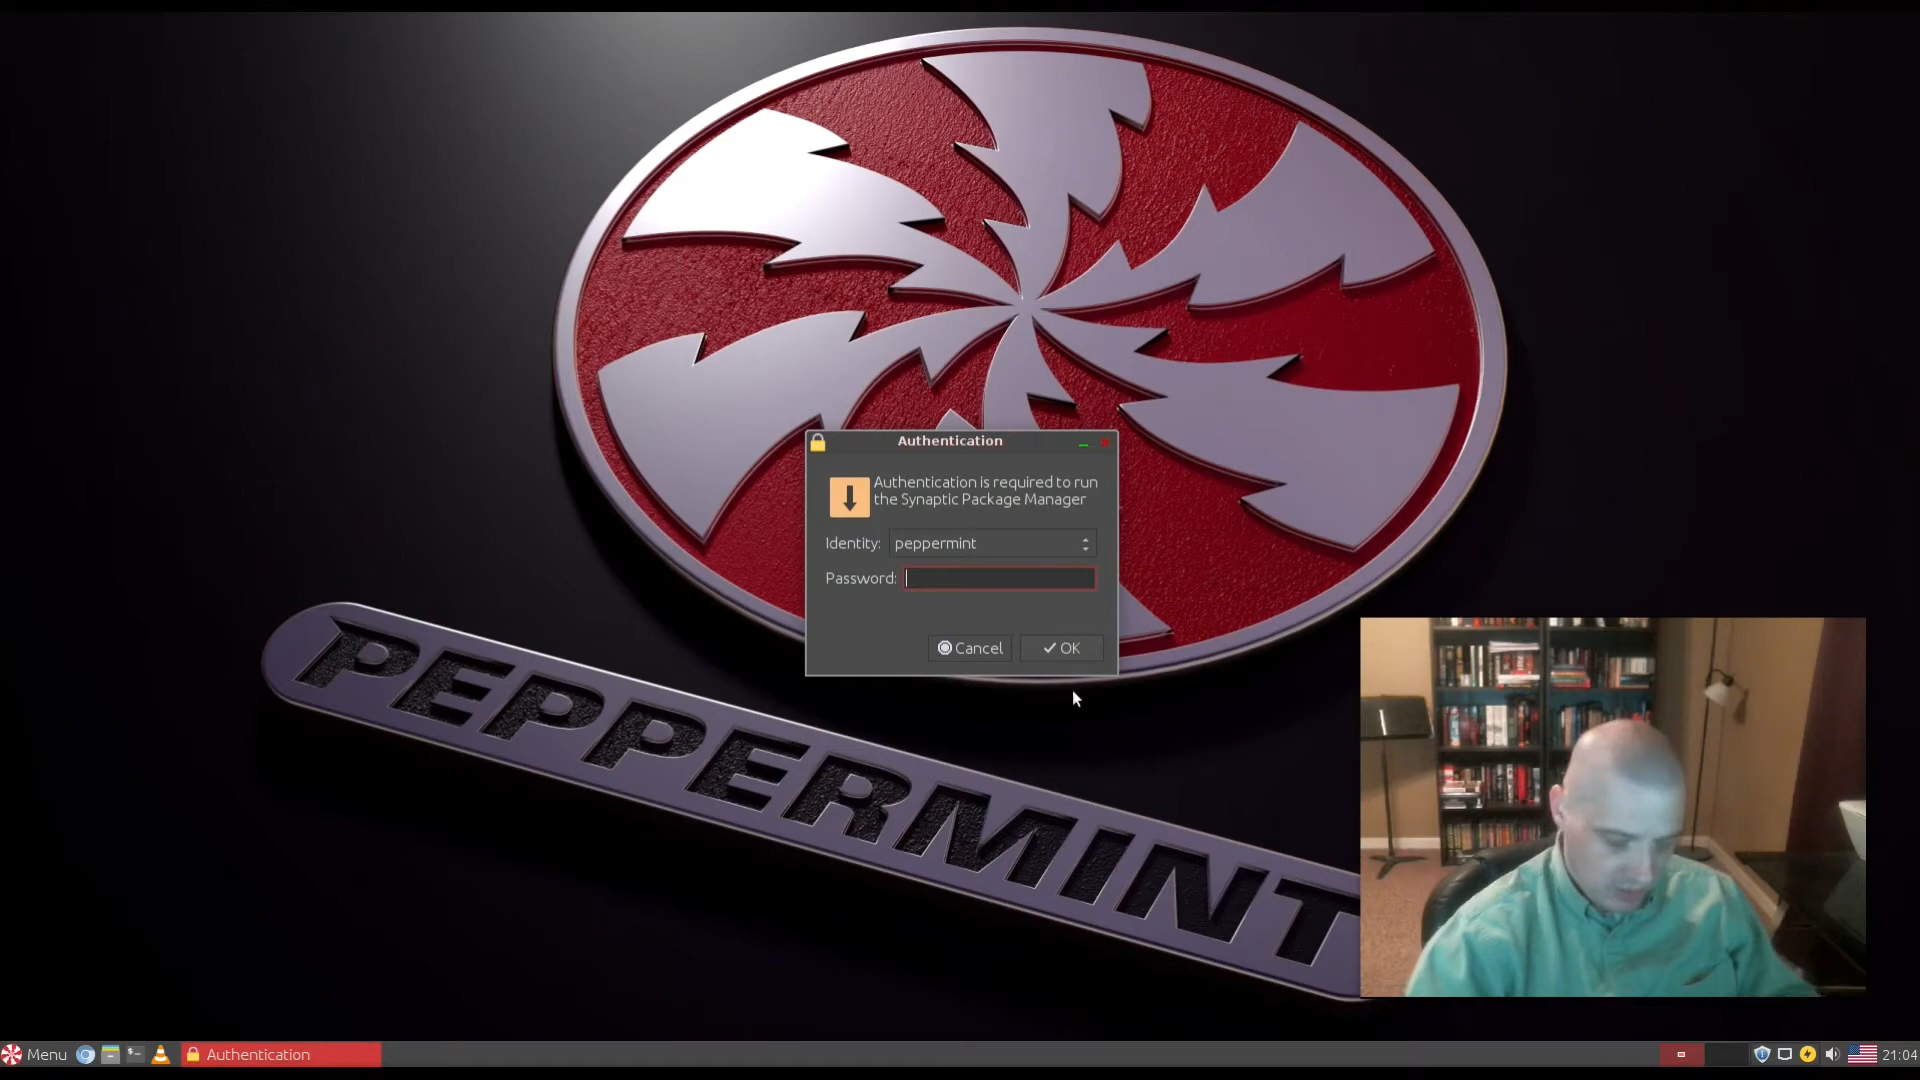 Authentication
Authentication is required to run
the Synaptic Package Manager
Identity: peppermint
Password:
Cancel OK
PEPPERMINT
Menu Authentication 21:04